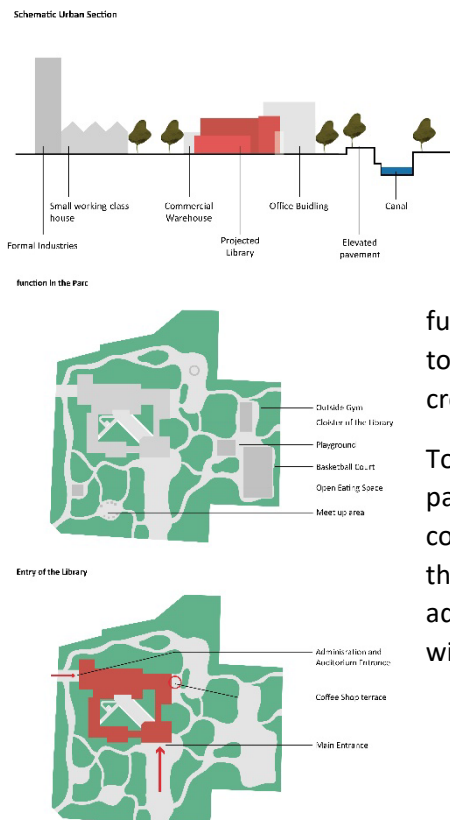 Schematic Urban Section
Small working class
house
Commercial
Warehouse
Office Buidling
Canal
Formal Industries
Projected
Library
Elevated
pavement
function in the Parc
Outside Gym
Cloister of the Library
Playground
Basketball Court
Open Eating Space
Meet up area
Entry of the Library
Administration and
Auditorium Entrance
Coffee Shop terrace
Main Entrance
fu
to
cr
To
pa
co
th
ad
wi